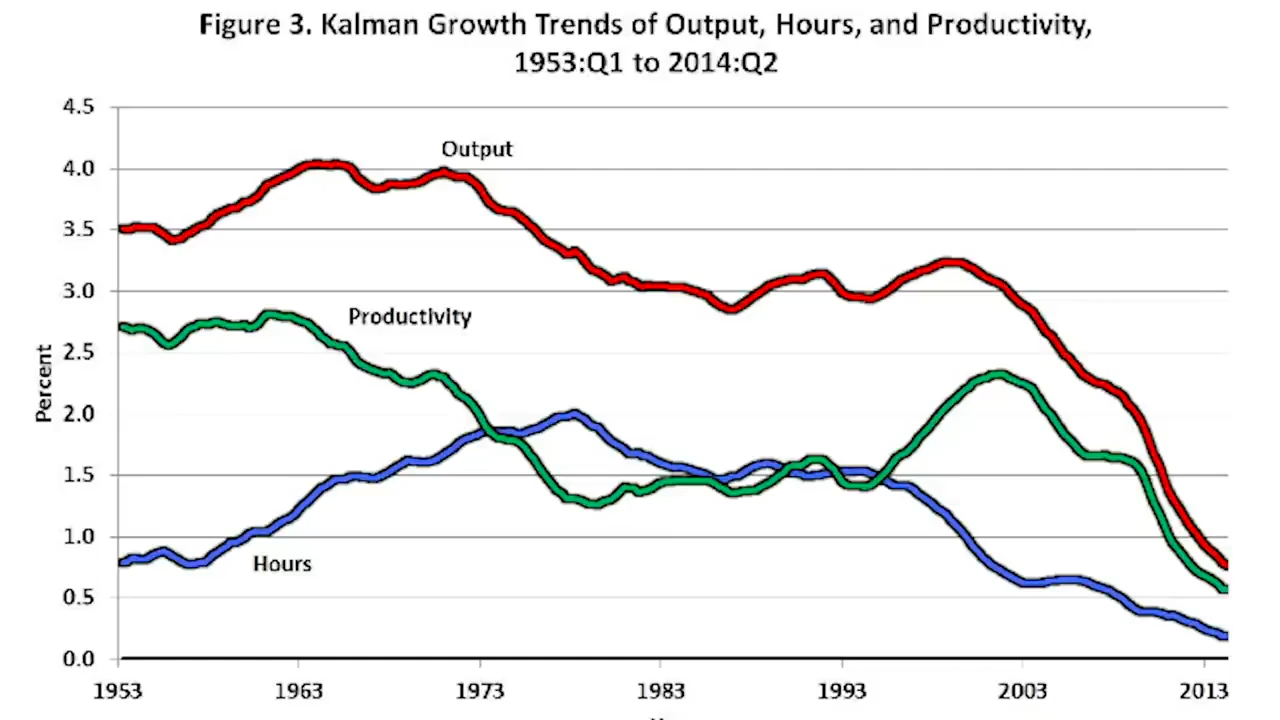 Figure 3. Kalman Growth Trends of Output, Hours, and Productivity,
1953:Q1 to 2014:Q2
4.5
Output
4.0
3.5
3.0
Productivity
2.5
Percent
2.0
1.5
1.0
Hours
0.5
0.0
1953 1963 1973 1983 1993 2003 2013